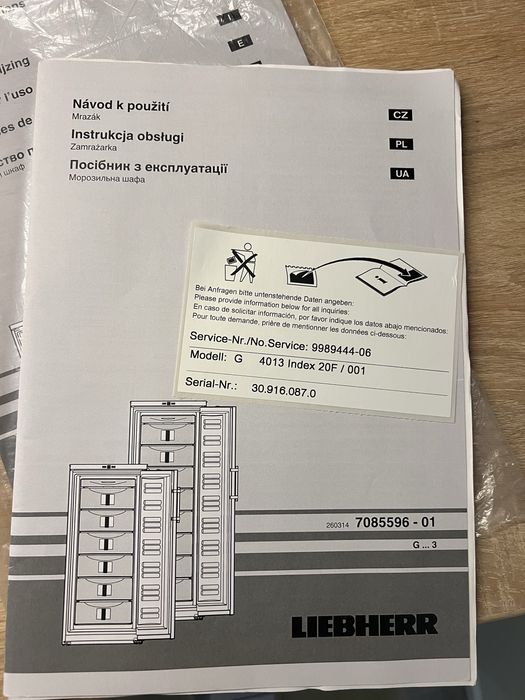 I
E
l'uso
Návod k použití
CZ
Mrazák
Instrukcja obsługi
PL
Zamrażarka
Посібник з експлуатації
UA
Морозильна шафа
Bei Anfragen bitte untenstehende Daten angeben:
Please provide information below for all inquiries:
En caso de solicitar información, por favor indique los datos abajo mencionados:
Pour toute demande, prière de mentionner les données ci-dessous:
Service-Nr./No.Service: 9989444-06
Modell: G 4013 Index 20F / 001
Serial-Nr.: 30.916.087.0
260314 7085596 - 01
G ... 3
LIEBHERR